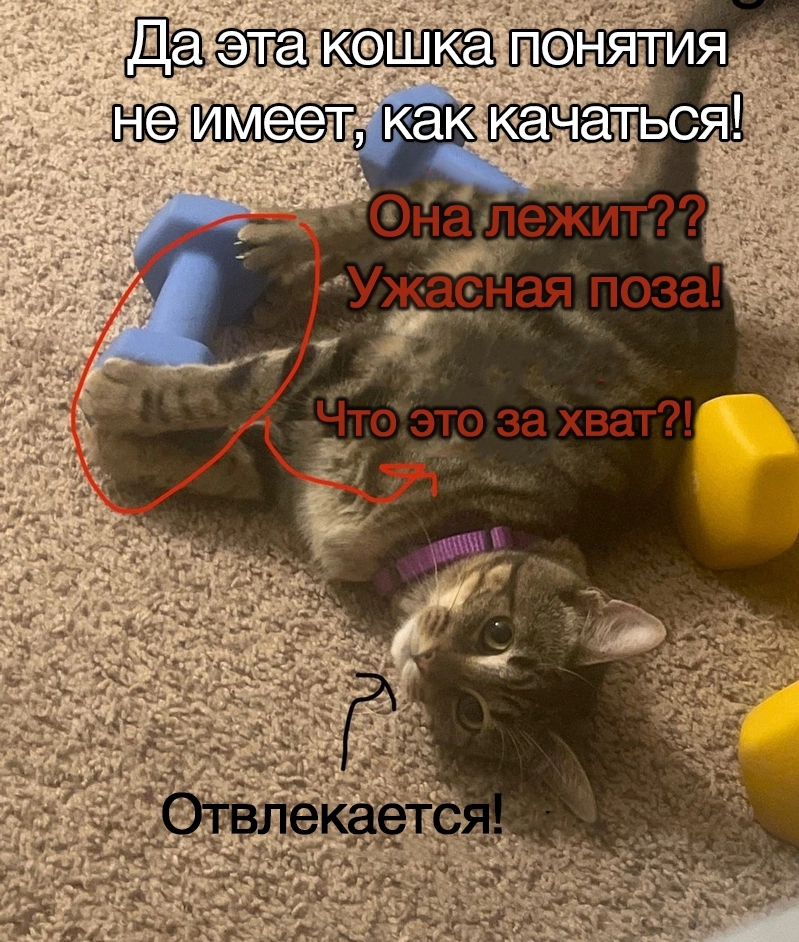 Да эта кошка понятия
не имеет, как качаться!
Она лежит??
Ужасная поза!
Что это за хват?!
Отвлекается!